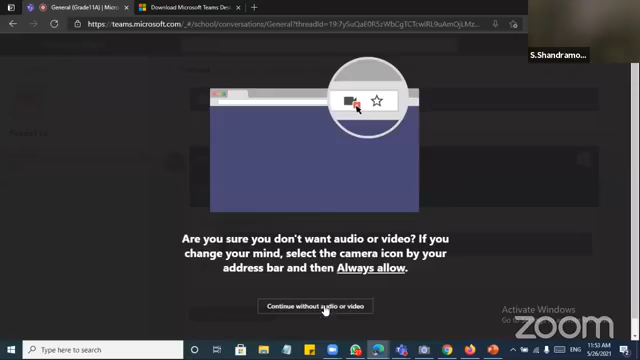 General (Grade11A) | Micros
Download Microsoft Teams Des
https://teams.microsoft.com/_#/school/conversations/General?threadId=19:7ySuQaE0R5zWbCgTCTcwiRL9uAmOjLMz...
S.Shandramo...
Are you sure you don't want audio or video? If you
change your mind, select the camera icon by your
address bar and then Always allow.
Continue without audio or video
Activate Windows
zoom
Type here to search
ENG
11:53 AM
5/26/2021